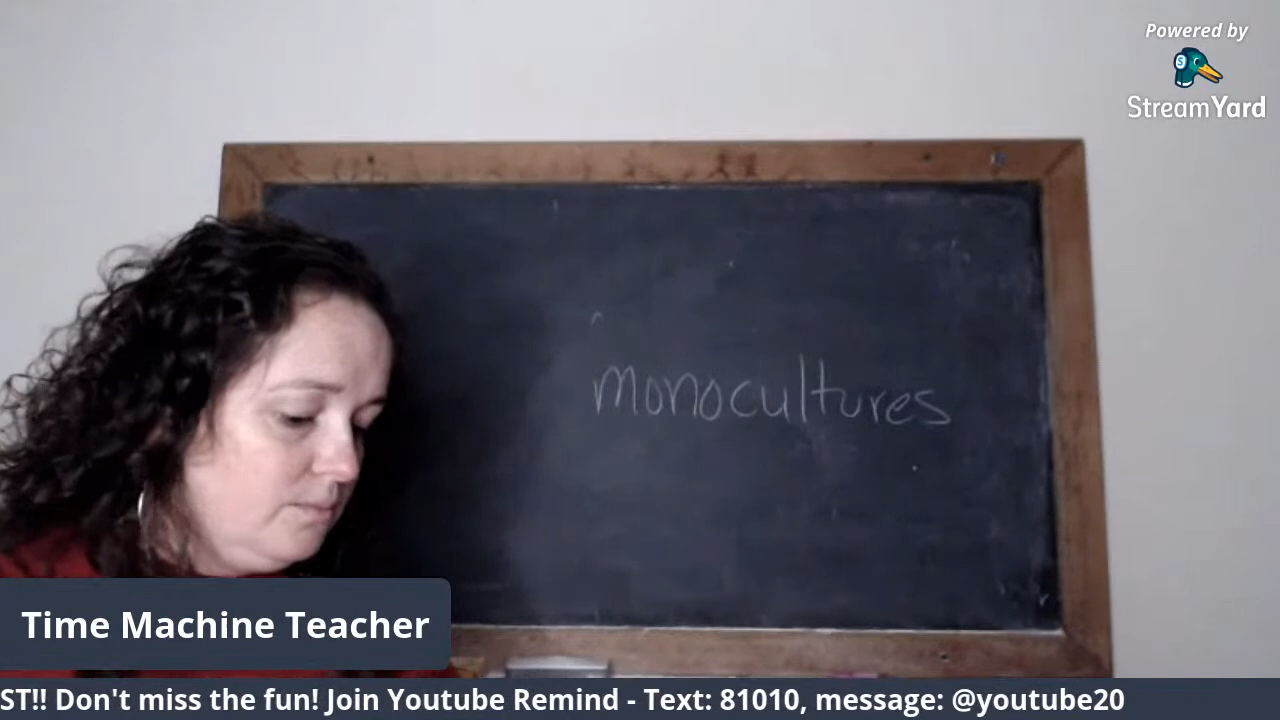 Powered by
StreamYard
monocultures
Time Machine Teacher
ST!! Don't miss the fun! Join Youtube Remind - Text: 81010, message: @youtube20